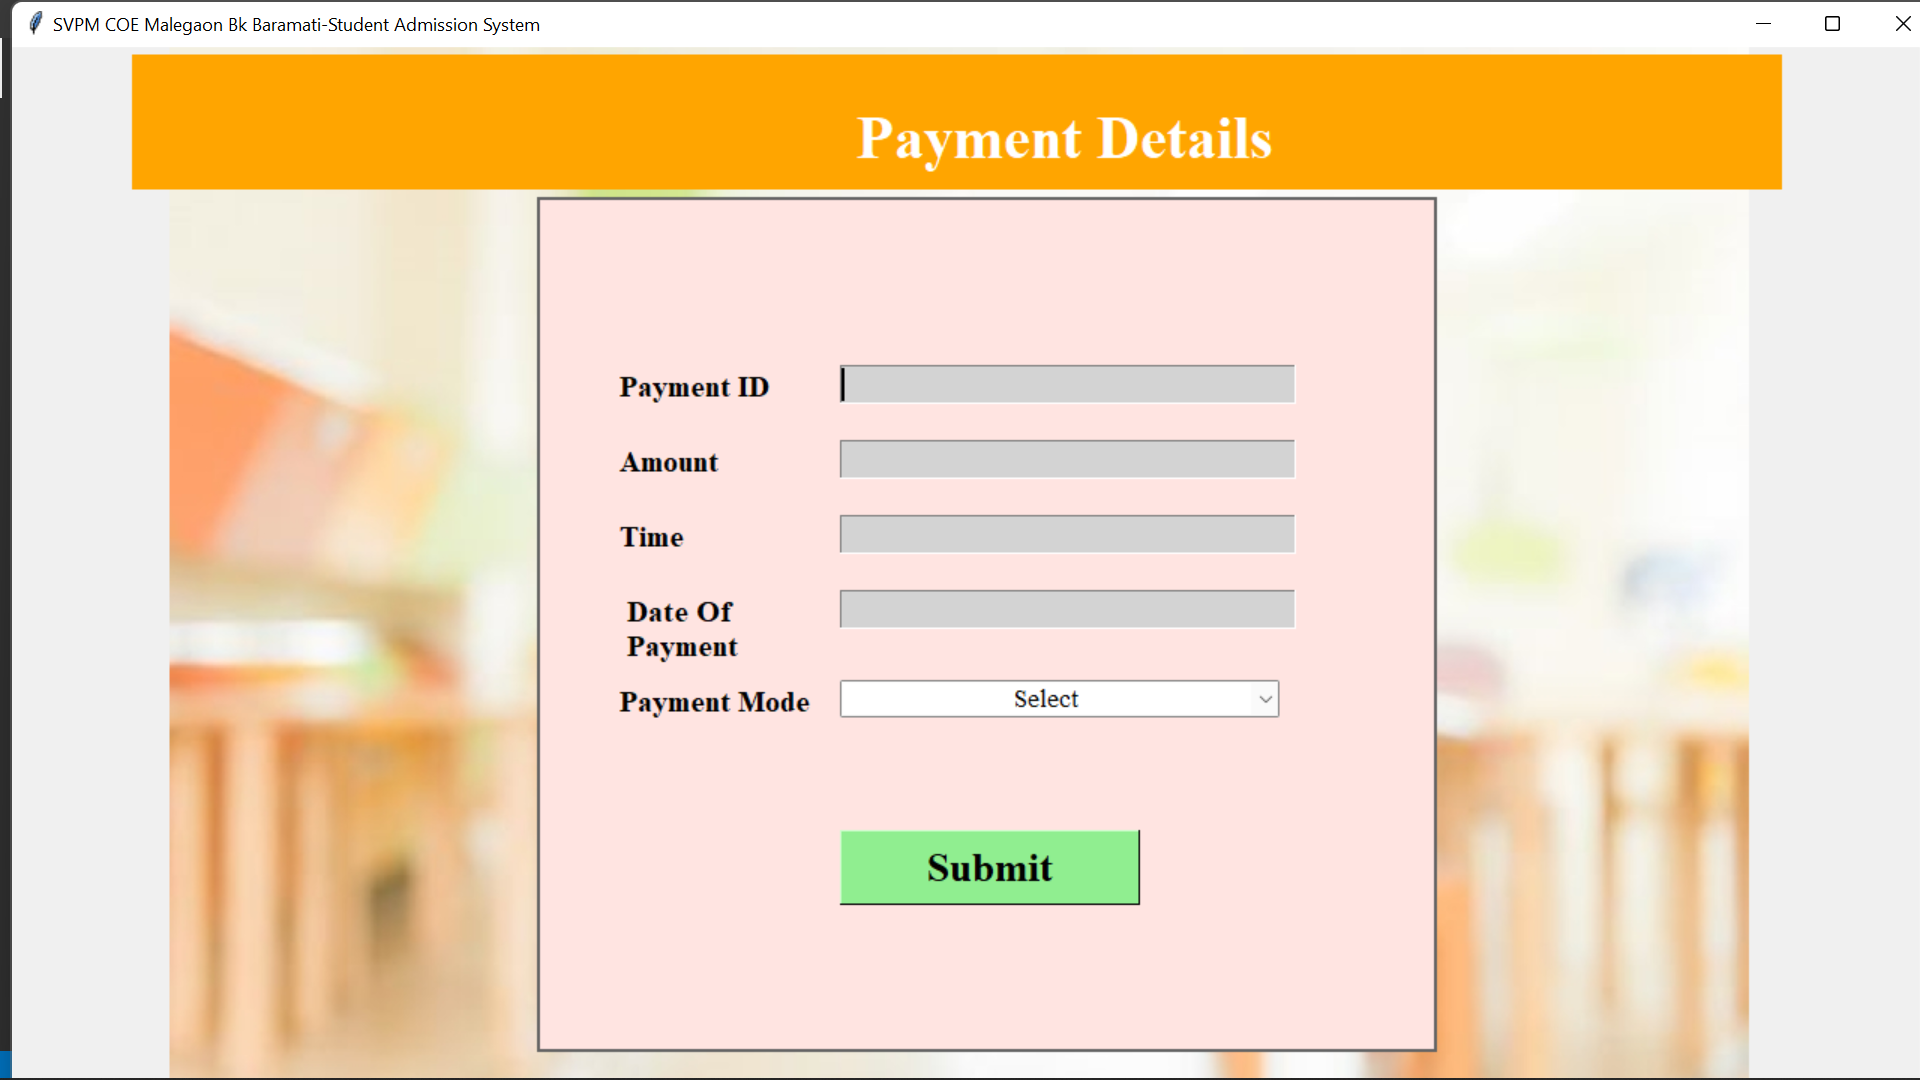 SVPM COE Malegaon Bk Baramati-Student Admission System
Payment Details
Payment ID
Amount
Time
Date Of
Payment
Payment Mode
Select
Submit